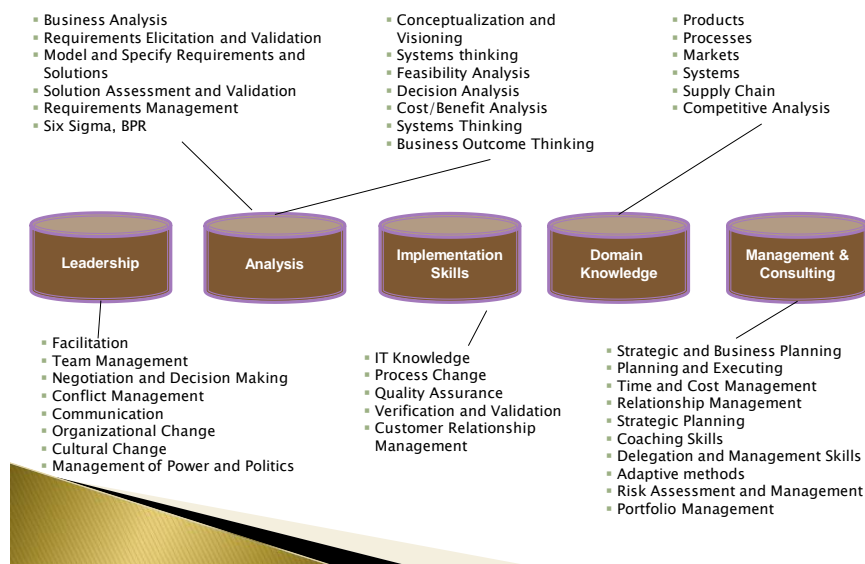 ▪ Business Analysis
▪ Requirements Elicitation and Validation
▪ Model and Specify Requirements and
Solutions
▪ Solution Assessment and Validation
▪ Requirements Management
▪ Six Sigma, BPR
▪ Conceptualization and
Visioning
▪ Systems thinking
▪ Feasibility Analysis
▪ Decision Analysis
▪ Cost/Benefit Analysis
▪ Systems Thinking
▪ Business Outcome Thinking
▪ Products
▪ Processes
▪ Markets
▪ Systems
▪ Supply Chain
▪ Competitive Analysis
Leadership
Analysis
Implementation
Skills
Domain
Knowledge
Management &
Consulting
▪ Facilitation
▪ Team Management
▪ Negotiation and Decision Making
▪ Conflict Management
▪ Communication
▪ Organizational Change
▪ Cultural Change
▪ Management of Power and Politics
▪ IT Knowledge
▪ Process Change
▪ Quality Assurance
▪ Verification and Validation
▪ Customer Relationship
Management
▪ Strategic and Business Planning
▪ Planning and Executing
▪ Time and Cost Management
▪ Relationship Management
▪ Strategic Planning
▪ Coaching Skills
▪ Delegation and Management Skills
▪ Adaptive methods
▪ Risk Assessment and Management
▪ Portfolio Management